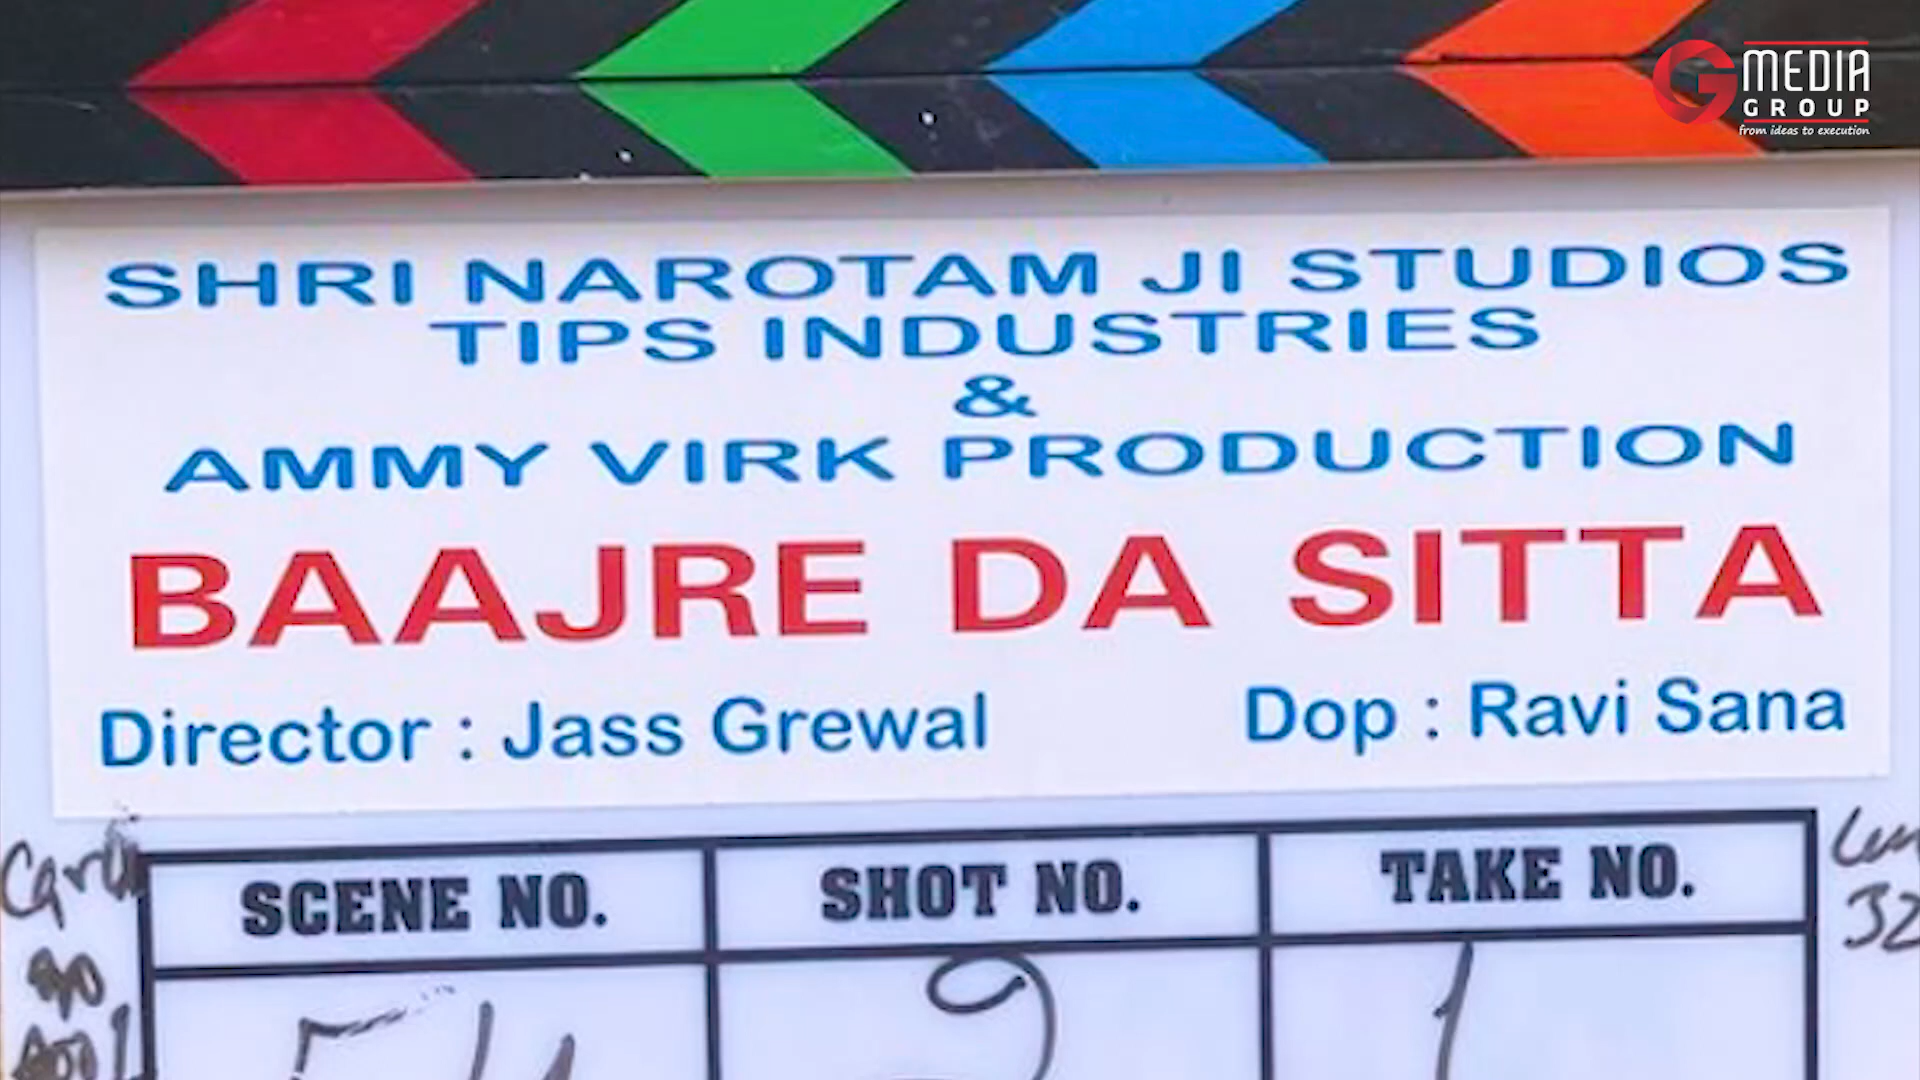 G MEDIA
GROUP
from ideas to execution
SHRI NAROTAM JI STUDIOS
TIPS INDUSTRIES
&
AMMY VIRK PRODUCTION
BAAJRE DA SITTA
Director : Jass Grewal Dop : Ravi Sana
SCENE NO. SHOT NO. TAKE NO.
32
1